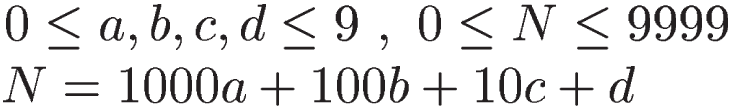 0 ≤ a, b, c, d ≤ 9 , 0 ≤ N ≤ 9999
N = 1000a + 100b + 10c + d